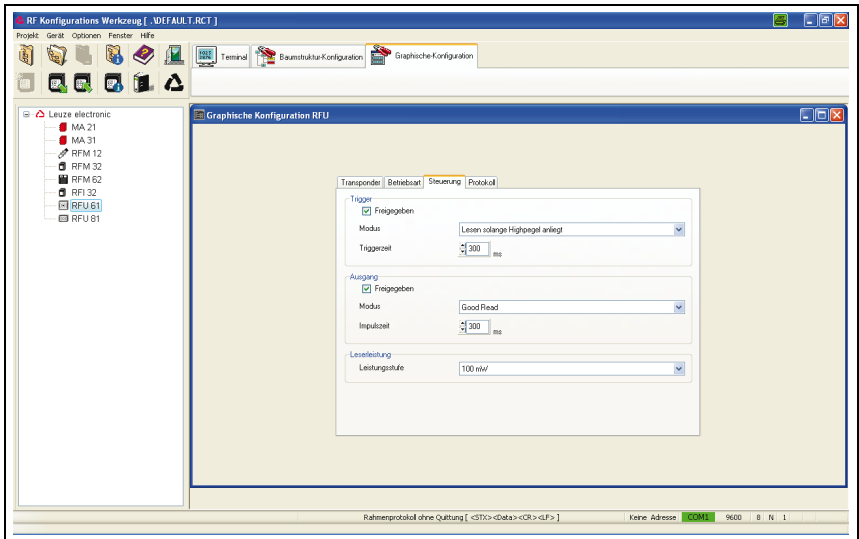 RF Konfigurations Werkzeug [ .\DEFAULT.RCT ]
Projekt Gerät Optionen Fenster Hilfe
Terminal Baumstruktur-Konfiguration Graphische-Konfiguration
Leuze electronic
MA 21
MA 31
RFM 12
RFM 32
RFM 62
RFI 32
RFU 61
RFU 81
Graphische Konfiguration RFU
Transponder Betriebsart Steuerung Protokoll
Trigger
Freigegeben
Modus Lesen solange Highpegel anliegt
Triggerzeit 300 ms
Ausgang
Freigegeben
Modus Good Read
Impulszeit 300 ms
Leserleistung
Leistungsstufe 100 mW
Rahmenprotokoll ohne Quittung [ <STX><Data><CR><LF> ] Keine Adresse COM1 9600 8 N 1